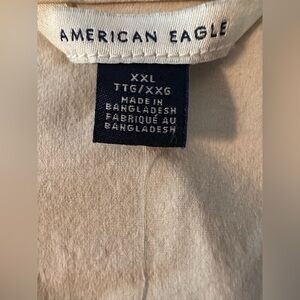 AMERICAN EAGLE
XXL
TTG/XXG
MADE IN
BANGLADESH
FABRIQUÉ AU
BANGLADESH